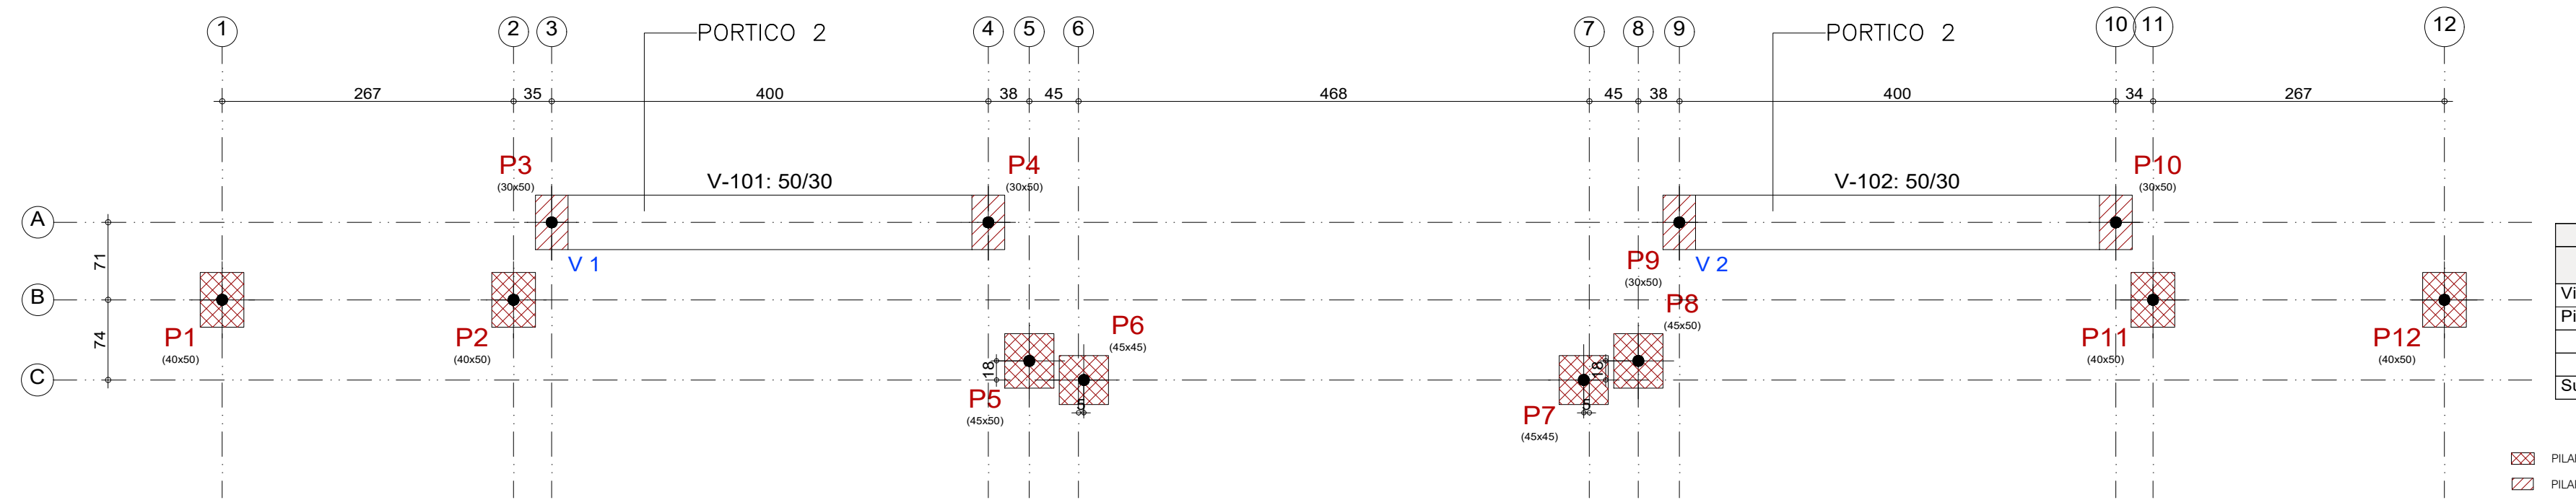 1 2 3 4 5 6 7 8 9 10 11 12
PORTICO 2 PORTICO 2
267 35 400 38 45 468 45 38 400 34 267
P3 P4 P10
(30x50) (30x50) (30x50)
V-101: 50/30 V-102: 50/30
A
V 1 P9 V 2
(30x50)
71
B
P8
(45x50)
Vi
Pi
P1 P2 P6 P11 P12
(40x50) (40x50) (45x45) (40x50) (40x50)
74
18 18
C
P5 5 P7 5
(45x50) (45x45)
Su
PILA
PILA